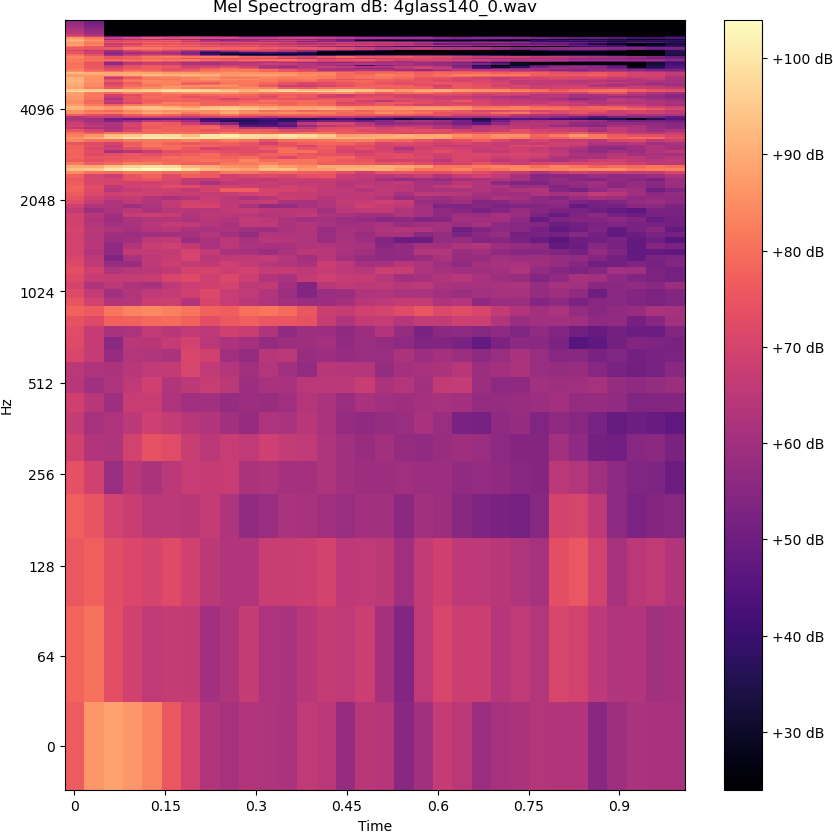 Mel Spectrogram dB: 4glass140_0.wav
Hz
4096
2048
1024
512
256
128
64
0
0 0.15 0.3 0.45 0.6 0.75 0.9
Time
+100 dB
+90 dB
+80 dB
+70 dB
+60 dB
+50 dB
+40 dB
+30 dB